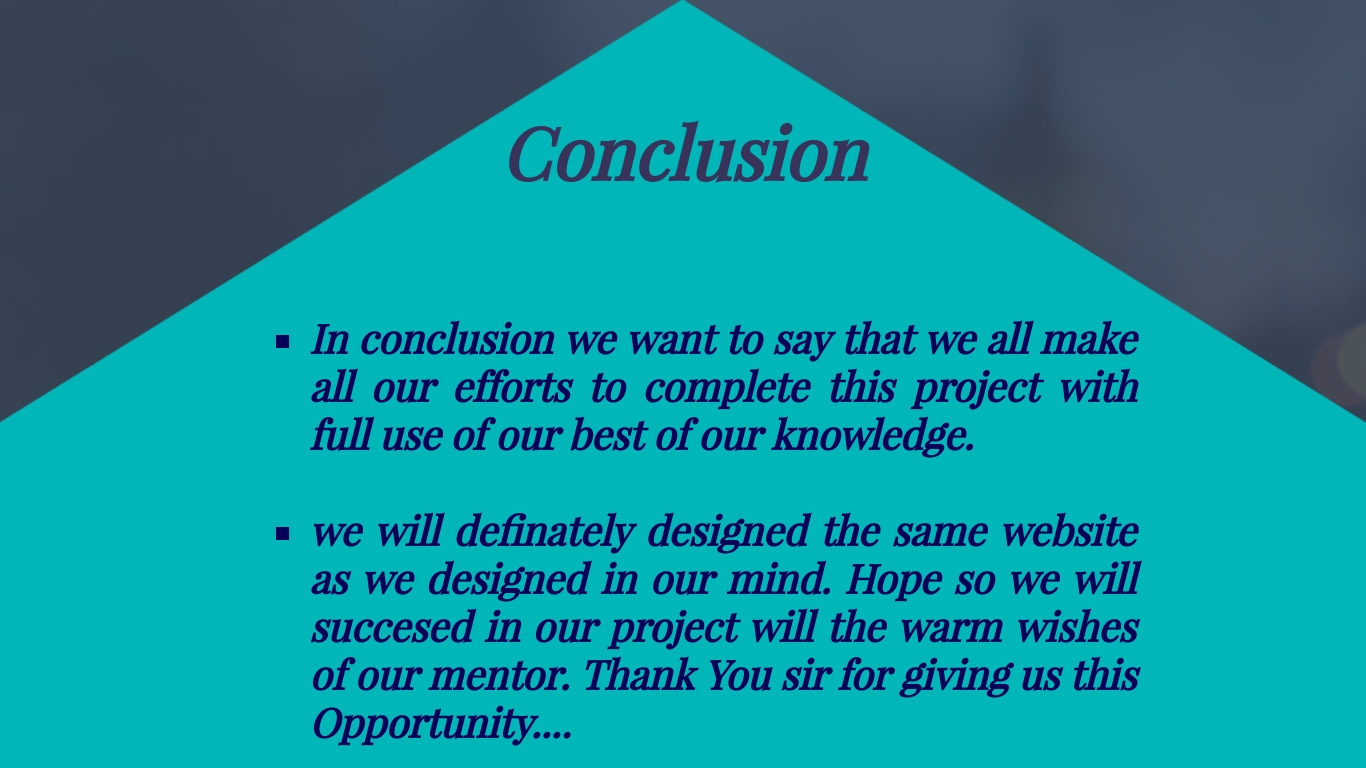 Conclusion
▪ In conclusion we want to say that we all make
all our efforts to complete this project with
full use of our best of our knowledge.
▪ we will definately designed the same website
as we designed in our mind. Hope so we will
succesed in our project will the warm wishes
of our mentor. Thank You sir for giving us this
Opportunity....